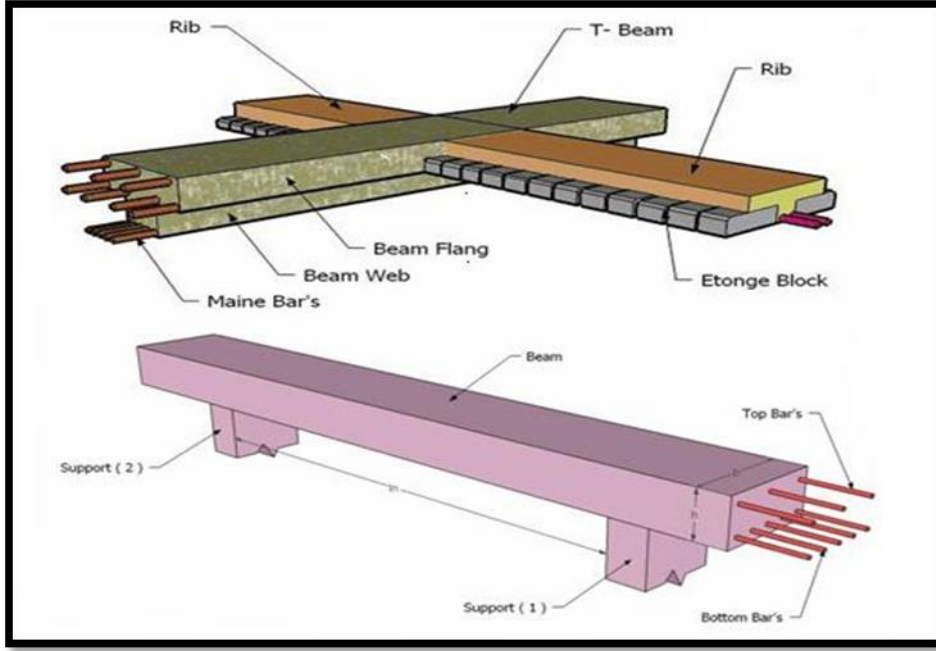 Rib
T- Beam
Rib
Beam Flang
Beam Web
Etonge Block
Maine Bar's
Beam
Top Bar's
Support ( 2 )
ln
h
Support ( 1 )
Bottom Bar's